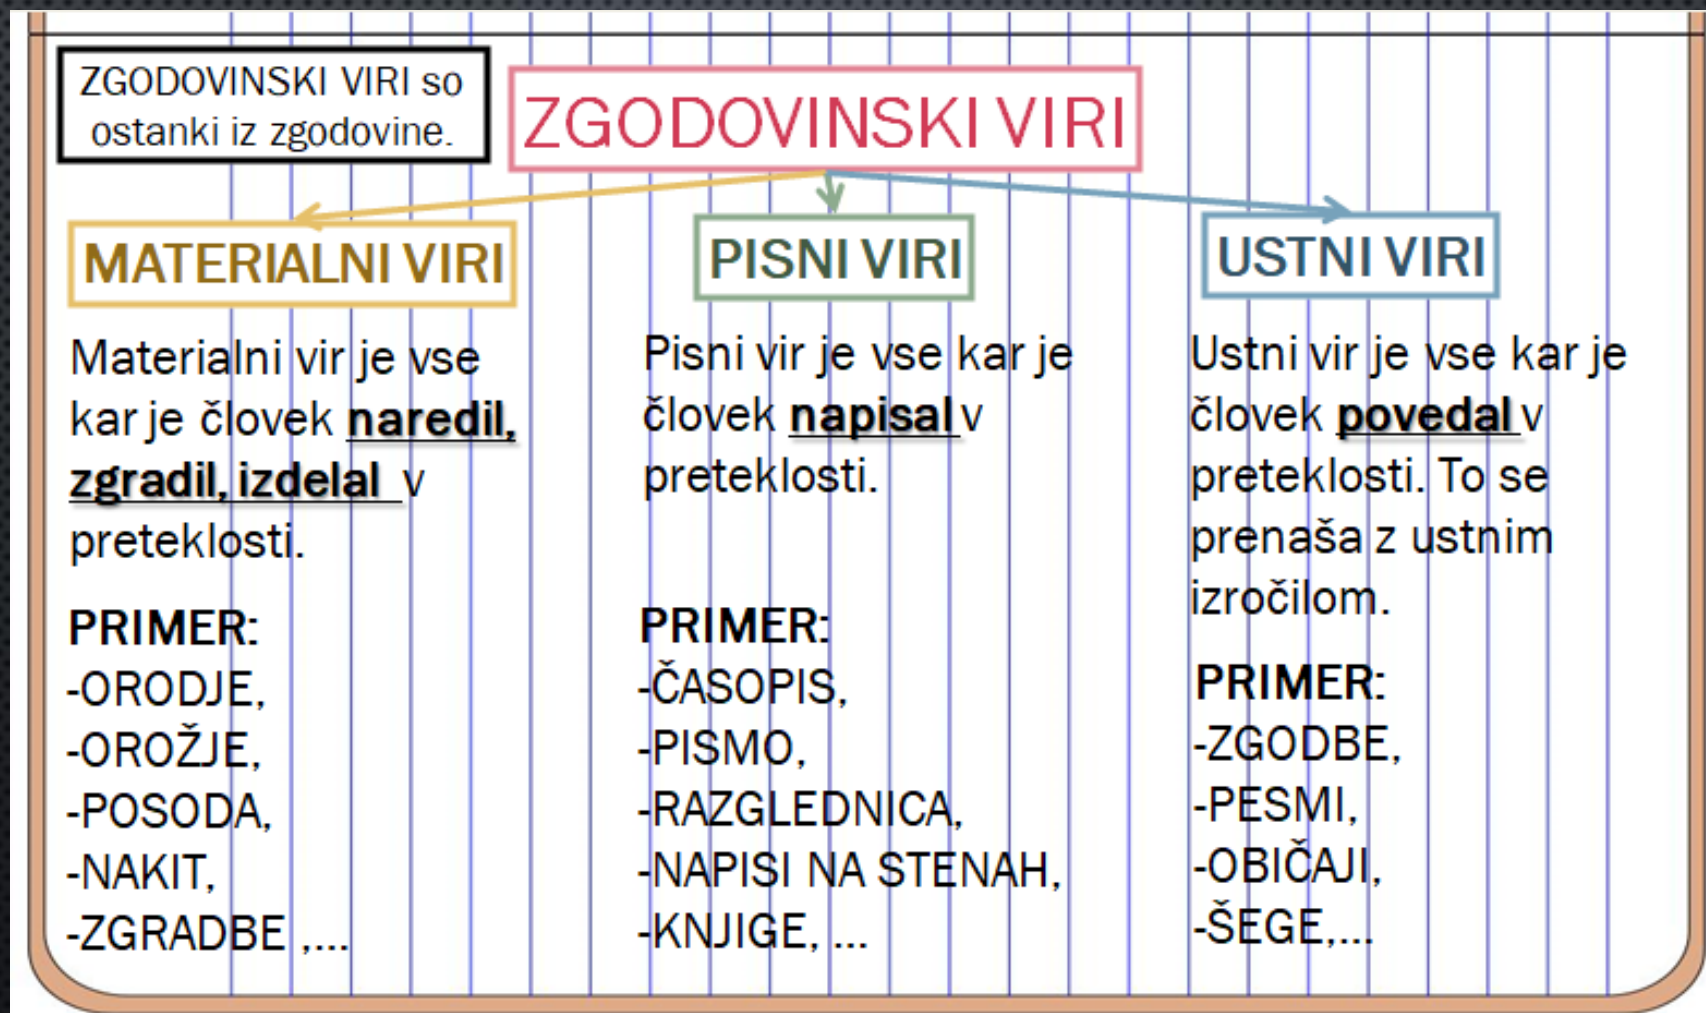 ZGODOVINSKI VIRI so
ostanki iz zgodovine.
ZGODOVINSKI VIRI
MATERIALNI VIRI
Materialni vir je vse
kar je človek naredil,
zgradil, izdelal v
preteklosti.
PRIMER:
-ORODJE,
-OROŽJE,
-POSODA,
-NAKIT,
-ZGRADBE ,...
PISNI VIRI
Pisni vir je vse kar je
človek napisal v
preteklosti.
PRIMER:
-ČASOPIS,
-PISMO,
-RAZGLEDNICA,
-NAPISI NA STENAH,
-KNJIGE, ...
USTNI VIRI
Ustni vir je vse kar je
človek povedal v
preteklosti. To se
prenaša z ustnim
izročilom.
PRIMER:
-ZGODBE,
-PESMI,
-OBIČAJI,
-ŠEGE,...